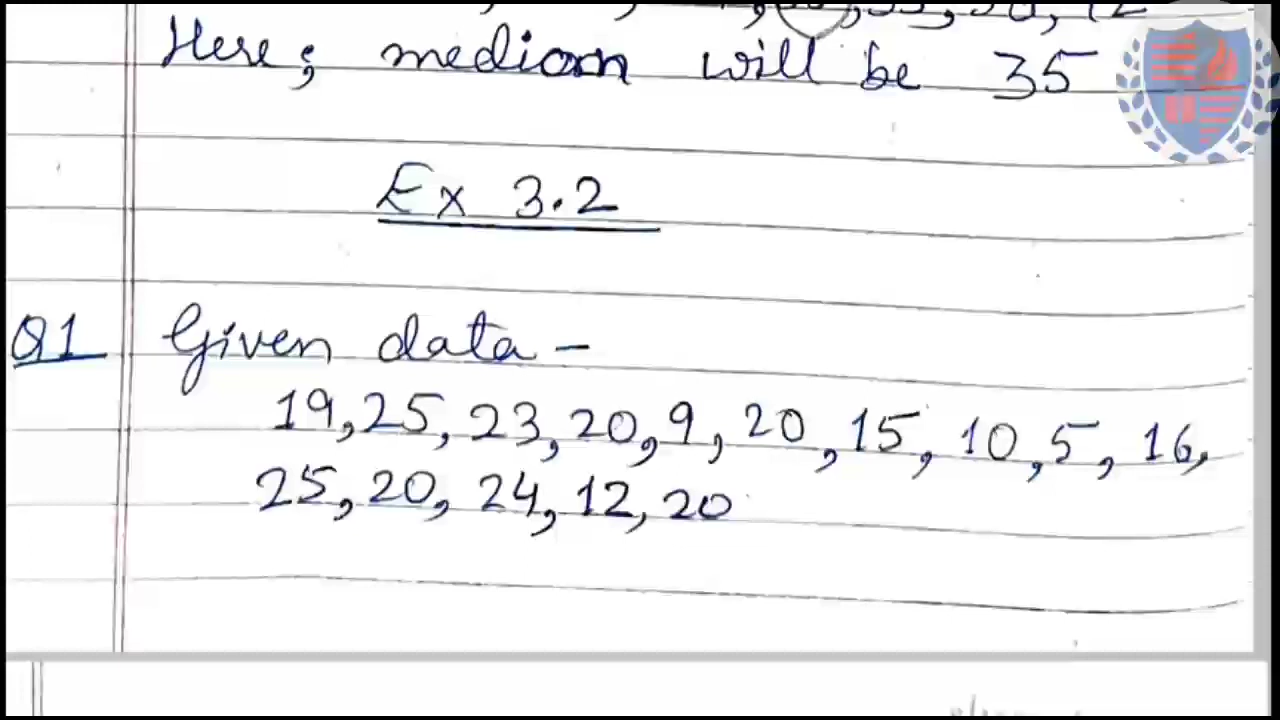 Here; median will be 35
Ex 3.2
Q1 Given data -
19, 25, 23, 20, 9, 20, 15, 10, 5, 16,
25, 20, 24, 12, 20